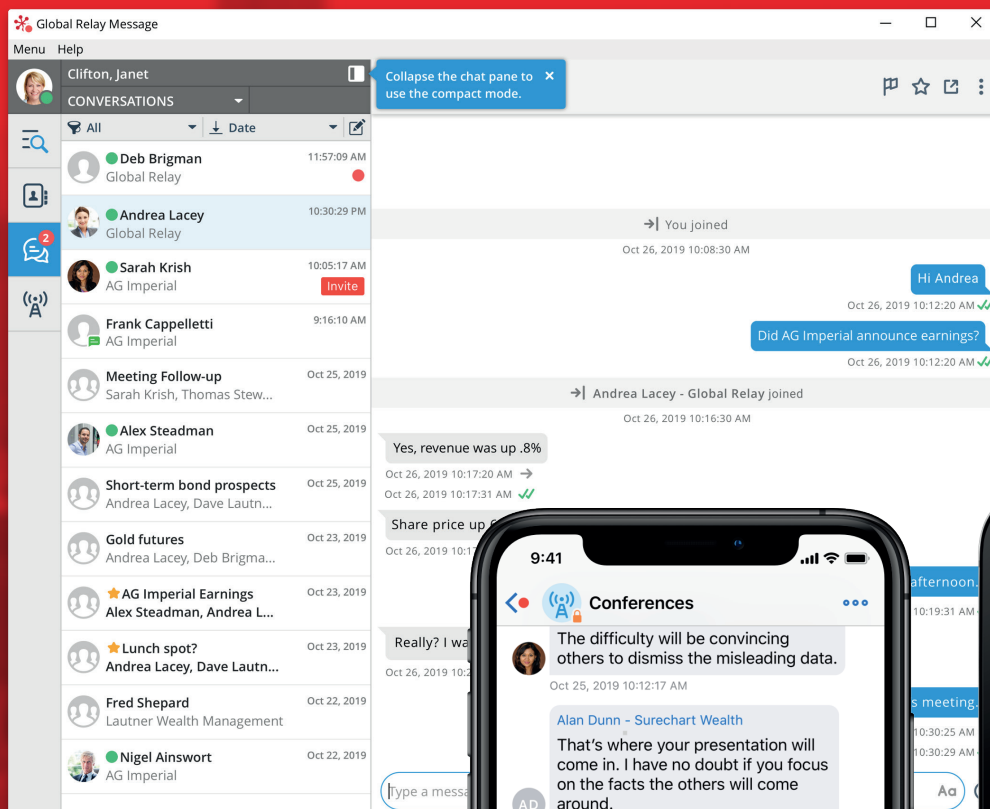 Global Relay Message
Menu Help
Clifton, Janet
CONVERSATIONS
Collapse the chat pane to
use the compact mode.
All
Date
Deb Brigman
11:57:09 AM
Global Relay
Andrea Lacey
10:30:29 PM
Global Relay
2
Sarah Krish
10:05:17 AM
AG Imperial
Invite
Frank Cappelletti
9:16:10 AM
AG Imperial
Meeting Follow-up
Oct 25, 2019
Sarah Krish, Thomas Stew...
Alex Steadman
Oct 25, 2019
AG Imperial
Short-term bond prospects
Oct 25, 2019
Andrea Lacey, Dave Lautn...
Gold futures
Oct 23, 2019
Andrea Lacey, Deb Brigma...
AG Imperial Earnings
Oct 23, 2019
Alex Steadman, Andrea L...
Lunch spot?
Oct 23, 2019
Andrea Lacey, Dave Lautn...
Fred Shepard
Oct 22, 2019
Lautner Wealth Management
Nigel Ainswort
Oct 22, 2019
AG Imperial
You joined
Oct 26, 2019 10:08:30 AM
Hi Andrea
Oct 26, 2019 10:12:20 AM
Did AG Imperial announce earnings?
Oct 26, 2019 10:12:20 AM
Andrea Lacey - Global Relay joined
Oct 26, 2019 10:16:30 AM
Yes, revenue was up .8%
Oct 26, 2019 10:17:20 AM
Oct 26, 2019 10:17:31 AM
Share price up
Oct 26, 2019
afternoon.
10:19:31 AM
Really? I
Oct 26, 2019
s meeting.
10:30:25 AM
10:30:29 AM
Type a
Aa
9:41
Conferences
The difficulty will be convincing
others to dismiss the misleading data.
Oct 25, 2019 10:12:17 AM
Alan Dunn - Surechart Wealth
That's where your presentation will
come in. I have no doubt if you focus
on the facts the others will come
around.
AD